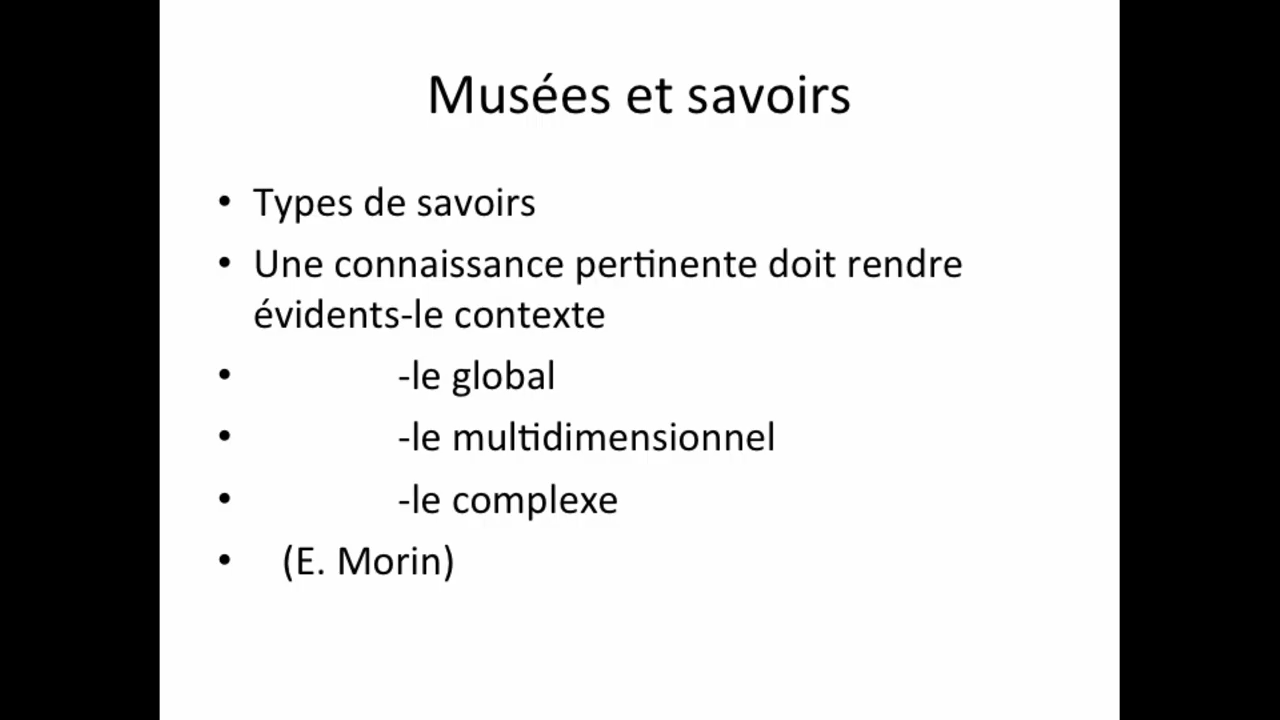 Musées et savoirs
• Types de savoirs
• Une connaissance pertinente doit rendre
évidents-le contexte
• -le global
• -le multidimensionnel
• -le complexe
• (E. Morin)